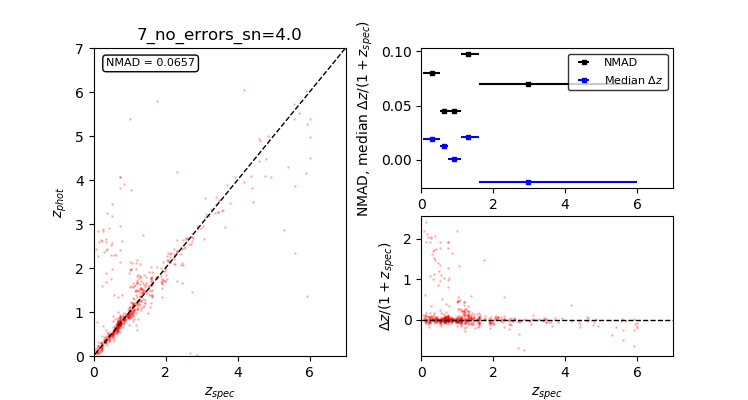 7_no_errors_sn=4.0
NMAD = 0.0657
7
6
5
4
3
2
1
0
0 2 4 6
z_phot
z_spec
NMAD, median Δz/(1 + z_spec)
0.10
0.05
0.00
NMAD
Median Δz
0 2 4 6
Δz/(1 + z_spec)
2
1
0
0 2 4 6
z_spec